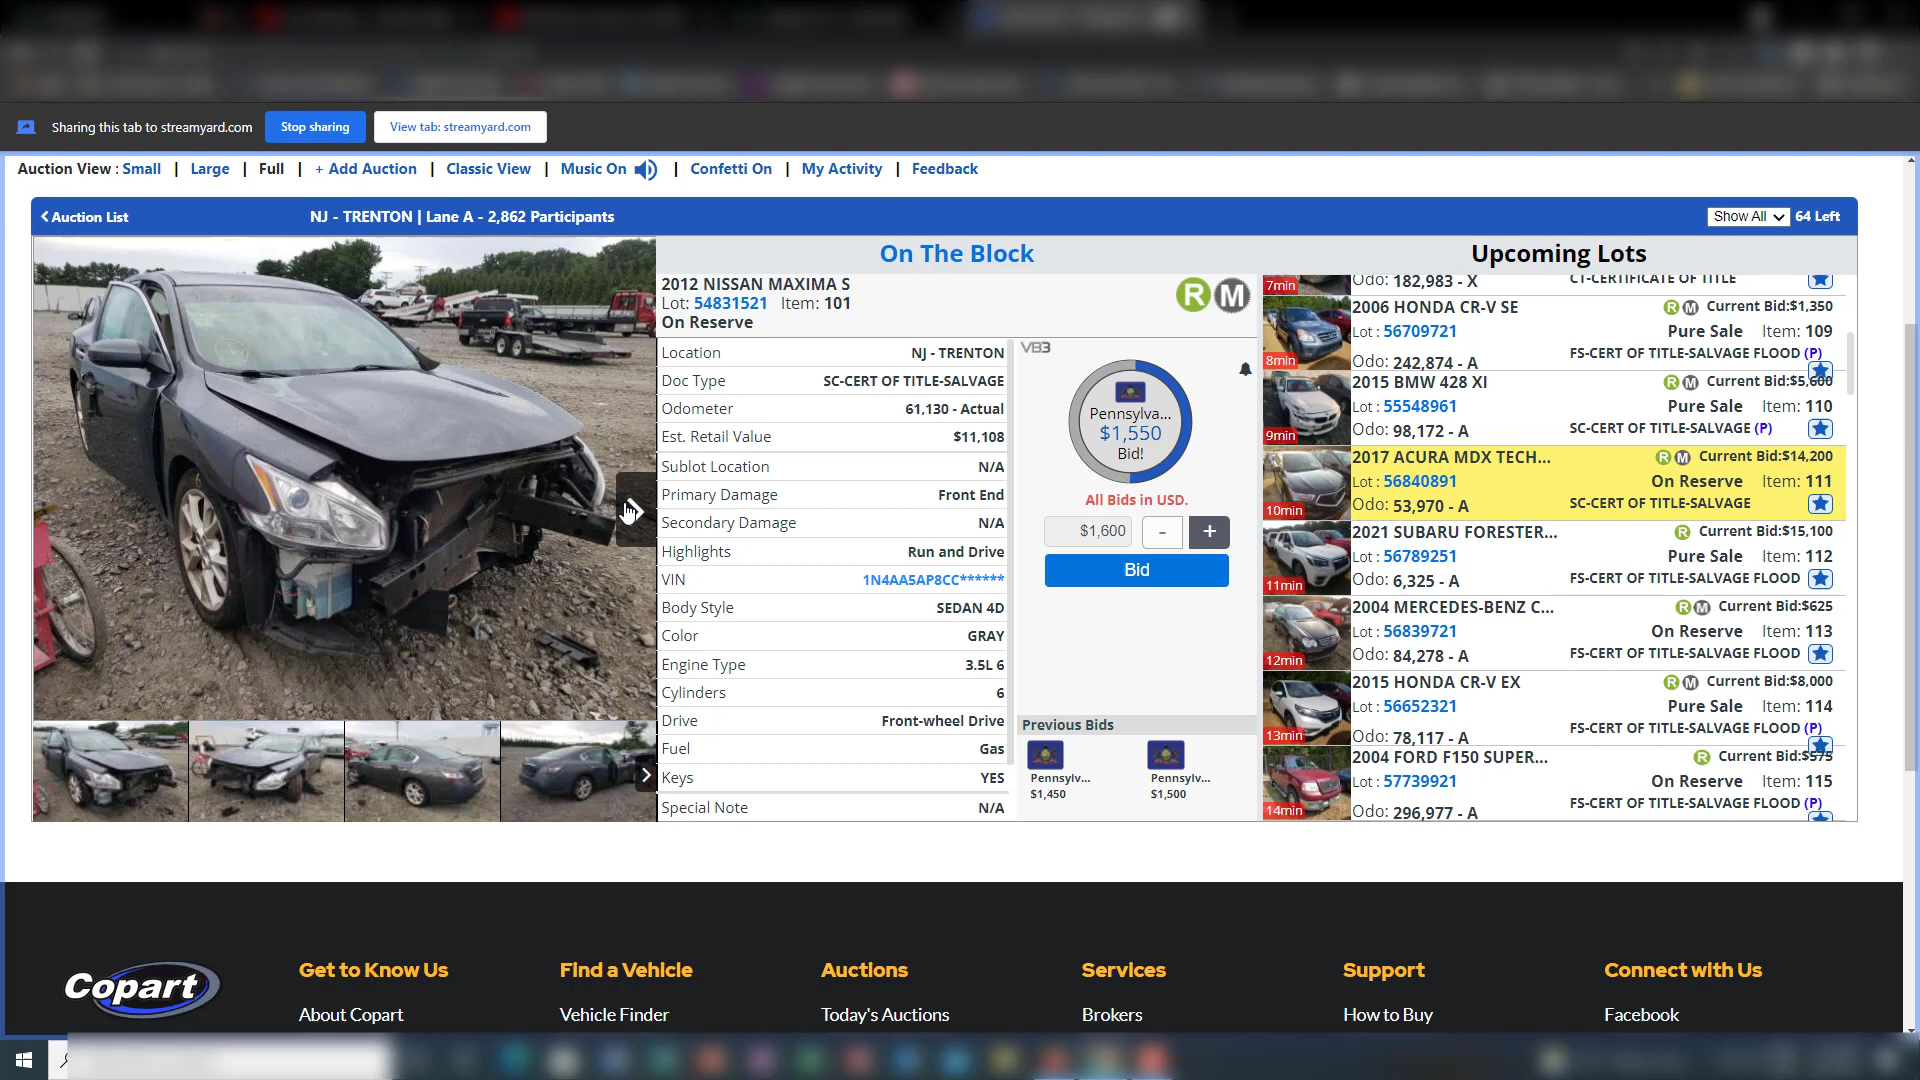 Sharing this tab to streamyard.com Stop sharing View tab: streamyard.com
Auction View : Small | Large | Full | + Add Auction | Classic View | Music On | Confetti On | My Activity | Feedback
Auction List NJ - TRENTON | Lane A - 2,862 Participants Show All 64 Left
On The Block
2012 NISSAN MAXIMA S
Lot: 54831521 Item: 101
On Reserve
R M
Location NJ - TRENTON
Doc Type SC-CERT OF TITLE-SALVAGE
Odometer 61,130 - Actual
Est. Retail Value $11,108
Sublot Location N/A
Primary Damage Front End
Secondary Damage N/A
Highlights Run and Drive
VIN 1N4AA5AP8CC******
Body Style SEDAN 4D
Color GRAY
Engine Type 3.5L 6
Cylinders 6
Drive Front-wheel Drive
Fuel Gas
Keys YES
Special Note N/A
VB3
Pennsylva...
$1,550
Bid!
All Bids in USD.
$1,600 - +
Bid
Previous Bids
Pennsylv... Pennsylv...
$1,450 $1,500
Upcoming Lots
7min Odo: 182,983 - X CT-CERTIFICATE OF TITLE
2006 HONDA CR-V SE R M Current Bid:$1,350
Lot : 56709721 Pure Sale Item: 109
FS-CERT OF TITLE-SALVAGE FLOOD (P)
8min Odo: 242,874 - A
2015 BMW 428 XI R M Current Bid:$5,600
Lot : 55548961 Pure Sale Item: 110
9min Odo: 98,172 - A SC-CERT OF TITLE-SALVAGE (P)
2017 ACURA MDX TECH... R M Current Bid:$14,200
Lot : 56840891 On Reserve Item: 111
10min Odo: 53,970 - A SC-CERT OF TITLE-SALVAGE
2021 SUBARU FORESTER... R Current Bid:$15,100
Lot : 56789251 Pure Sale Item: 112
11min Odo: 6,325 - A FS-CERT OF TITLE-SALVAGE FLOOD
2004 MERCEDES-BENZ C... R M Current Bid:$625
Lot : 56839721 On Reserve Item: 113
12min Odo: 84,278 - A FS-CERT OF TITLE-SALVAGE FLOOD
2015 HONDA CR-V EX R M Current Bid:$8,000
Lot : 56652321 Pure Sale Item: 114
FS-CERT OF TITLE-SALVAGE FLOOD (P)
13min Odo: 78,117 - A
2004 FORD F150 SUPER... R Current Bid:$575
Lot : 57739921 On Reserve Item: 115
FS-CERT OF TITLE-SALVAGE FLOOD (P)
14min Odo: 296,977 - A
Copart
Get to Know Us Find a Vehicle Auctions Services Support Connect with Us
About Copart Vehicle Finder Today's Auctions Brokers How to Buy Facebook